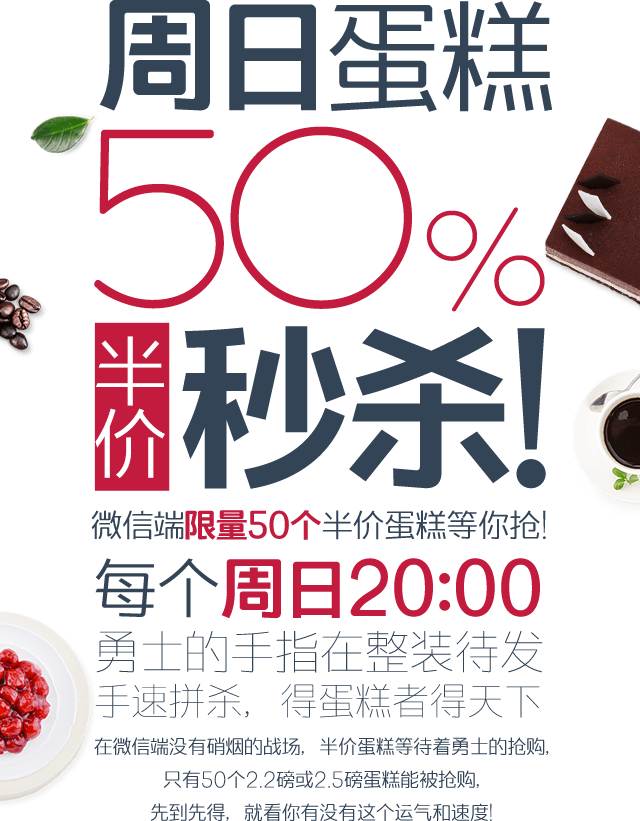 周日蛋糕
50%
半价秒杀!
微信端限量50个半价蛋糕等你抢!
每个周日20:00
勇士的手指在整装待发
手速拼杀，得蛋糕者得天下
在微信端没有硝烟的战场，半价蛋糕等待着勇士的抢购，
只有50个2.2磅或2.5磅蛋糕能被抢购，
先到先得，就看你有没有这个运气和速度!